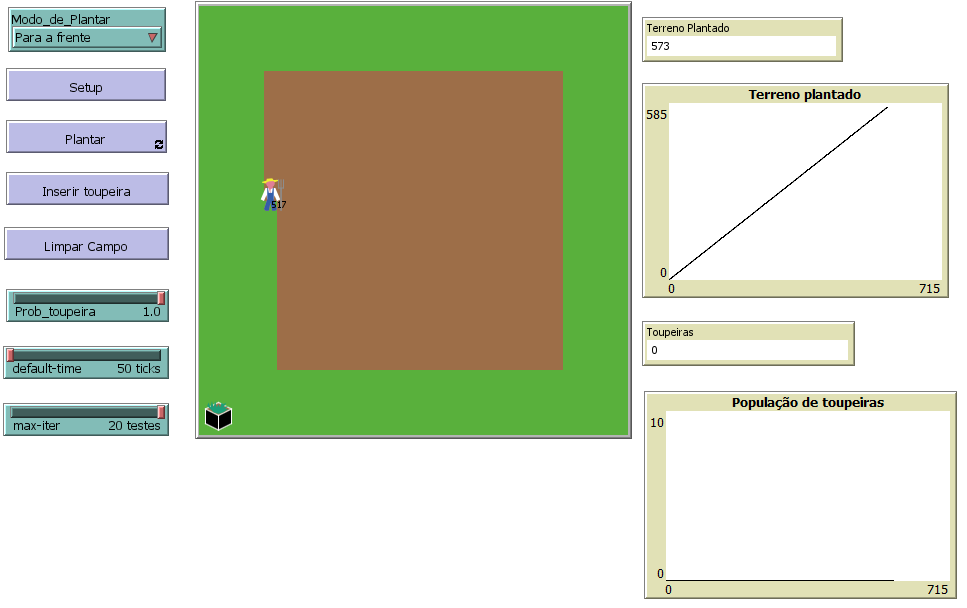 Modo_de_Plantar
Para a frente
Setup
Plantar
Inserir toupeira
Limpar Campo
Prob_toupeira 1.0
default-time 50 ticks
max-iter 20 testes
517
Terreno Plantado
573
Terreno plantado
585
0
0 715
Toupeiras
0
População de toupeiras
10
0
0 715